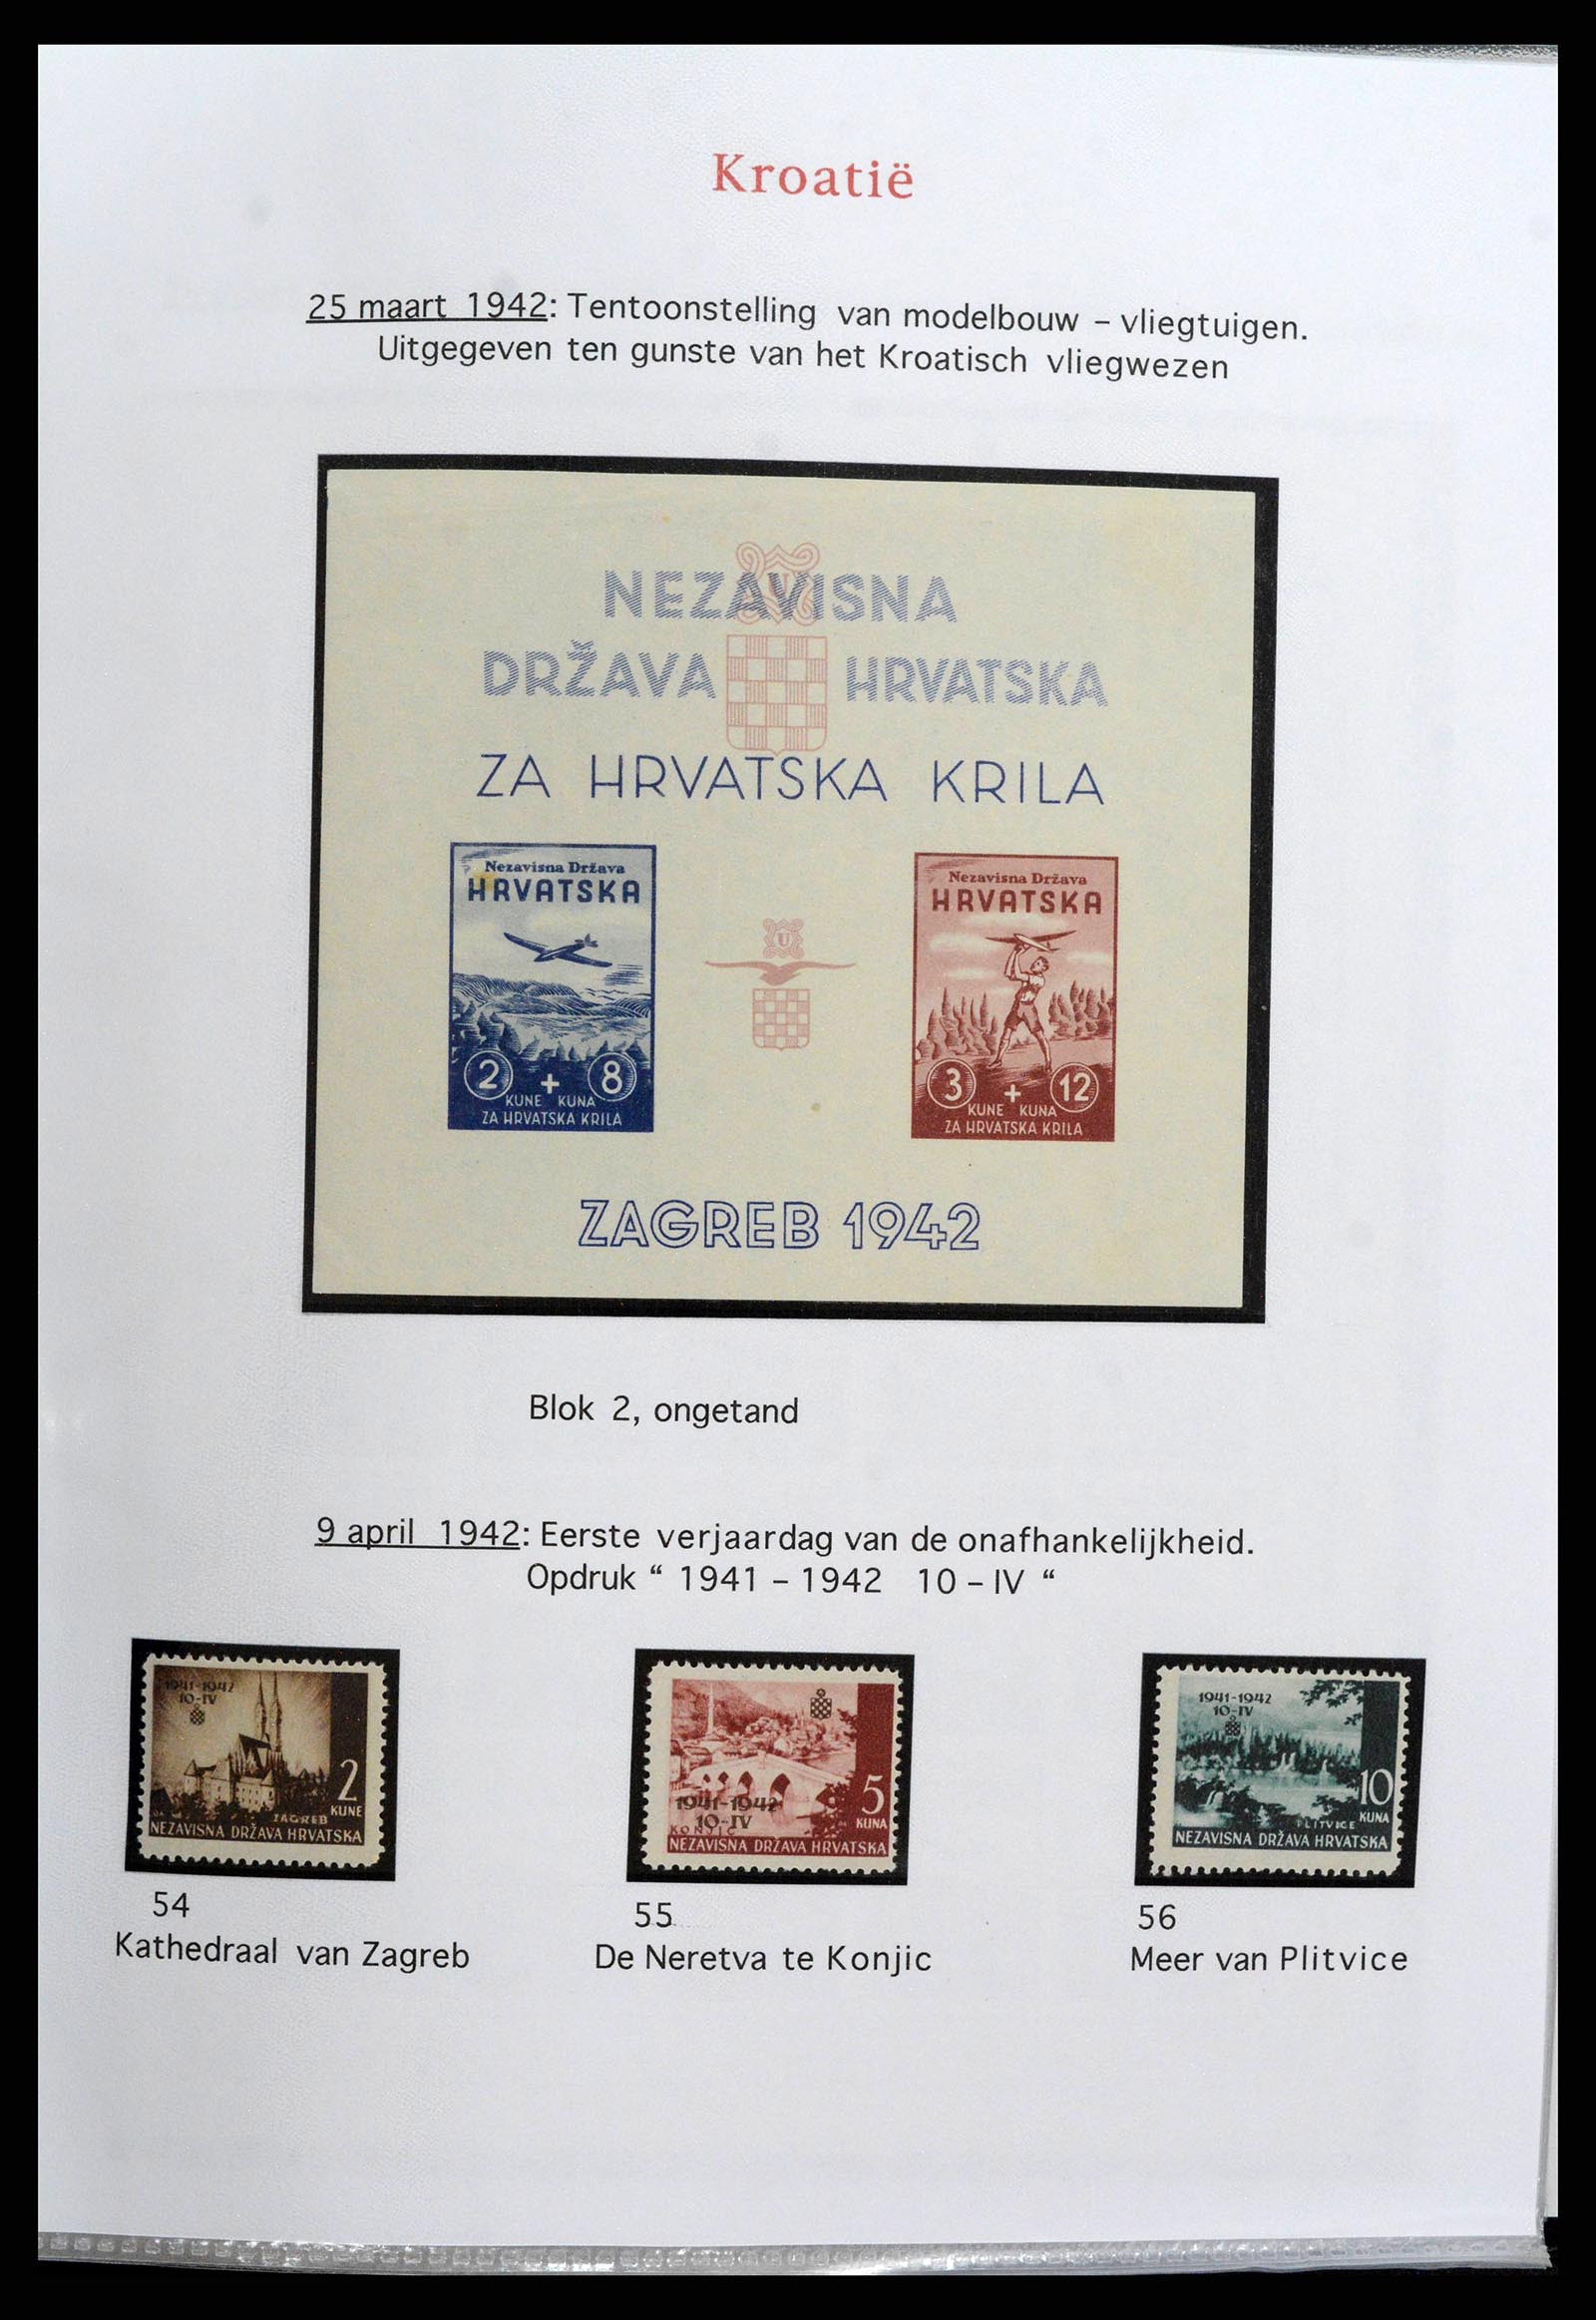 Kroatië
25 maart 1942: Tentoonstelling van modelbouw – vliegtuigen.
Uitgegeven ten gunste van het Kroatisch vliegwezen
U
NEZAVISNA
DRŽAVA HRVATSKA
ZA HRVATSKA KRILA
Nezavisna Država
HRVATSKA
2 + 8
KUNE KUNA
ZA HRVATSKA KRILA
U
Nezavisna Država
HRVATSKA
3 + 12
KUNE KUNA
ZA HRVATSKA KRILA
ZAGREB 1942
Blok 2, ongetand
9 april 1942: Eerste verjaardag van de onafhankelijkheid.
Opdruk “ 1941 – 1942 10 – IV “
1941-1942
10-IV
2
KUNE
ZAGREB
NEZAVISNA DRŽAVA HRVATSKA
5
KUNA
1941-1942
10-IV
KONJIC
NEZAVISNA DRŽAVA HRVATSKA
1941-1942
10-IV
10
KUNA
PLITVICE
NEZAVISNA DRŽAVA HRVATSKA
54
Kathedraal van Zagreb
55
De Neretva te Konjic
56
Meer van Plitvice